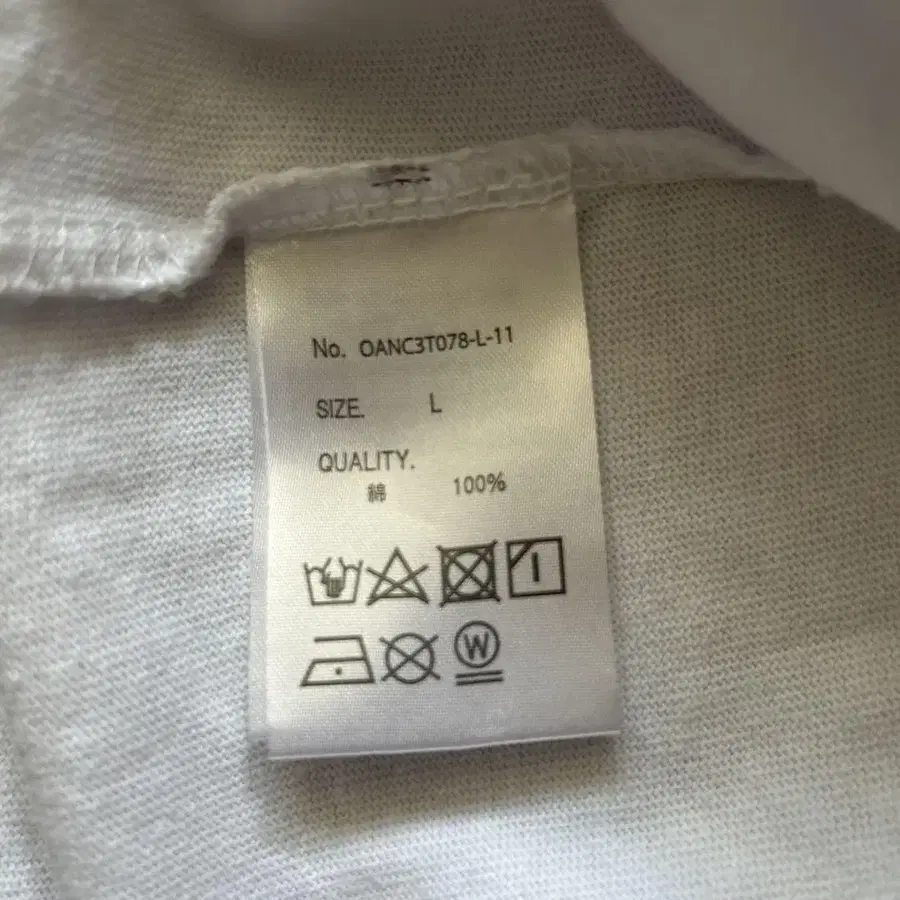 No. OANC3T078-L-11
SIZE. L
QUALITY.
綿 100%
W